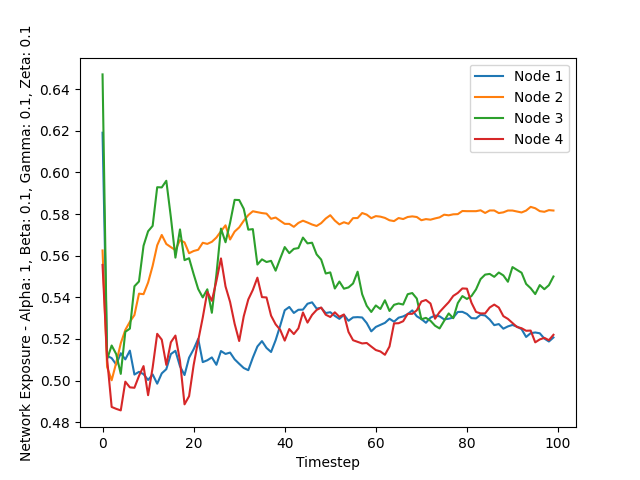 Network Exposure - Alpha: 1, Beta: 0.1, Gamma: 0.1, Zeta: 0.1
0.64
0.62
0.60
0.58
0.56
0.54
0.52
0.50
0.48
Node 1
Node 2
Node 3
Node 4
0 20 40 60 80 100
Timestep